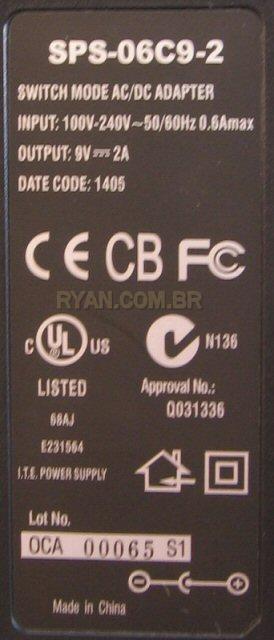 SPS-06C9-2
SWITCH MODE AC/DC ADAPTER
INPUT: 100V-240V~50/60Hz 0.6Amax
OUTPUT: 9V⎓2A
DATE CODE: 1405
CE CB FC
RYAN.COM.BR
C UL US
N136
LISTED
Approval No.:
68AJ
Q031336
E231564
I.T.E. POWER SUPPLY
Lot No.
OCA 00065 S1
Made in China